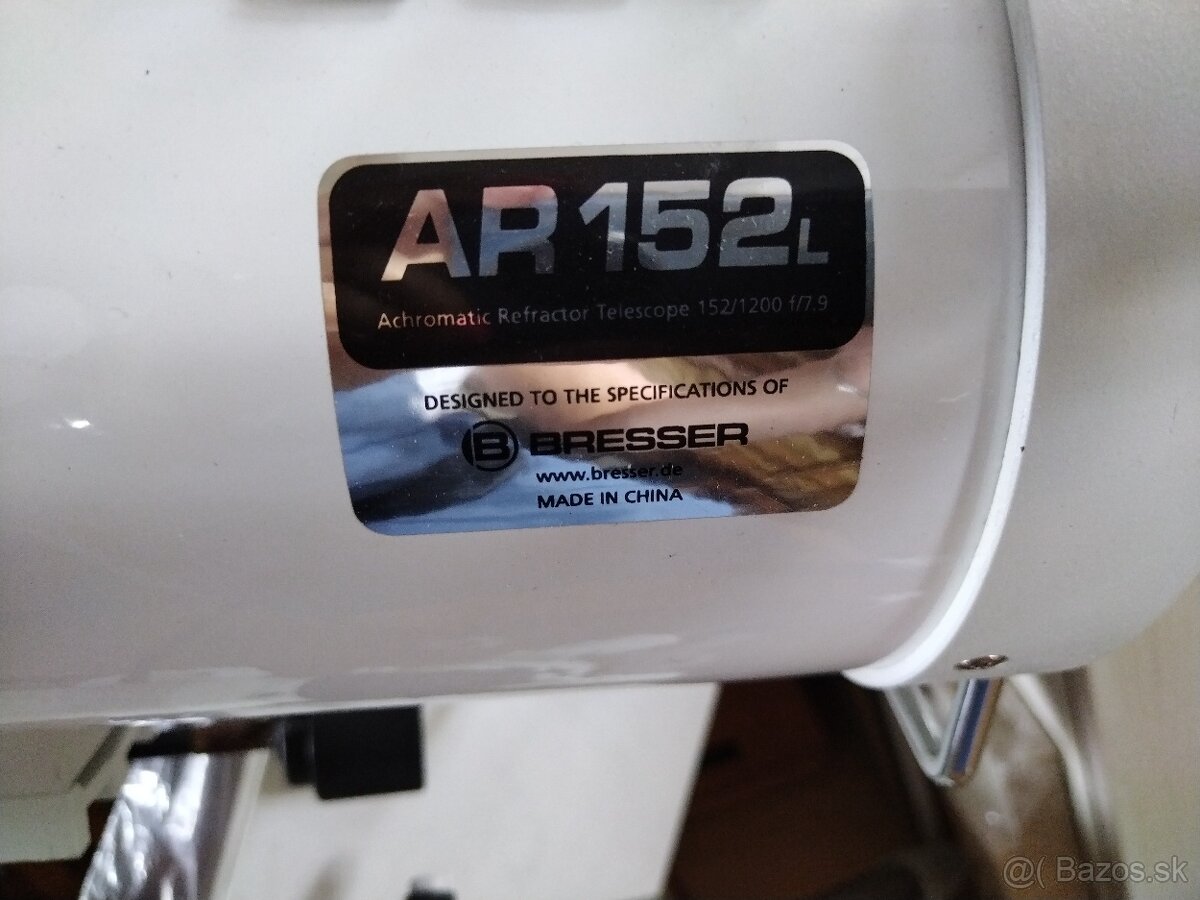 AR152L
Achromatic Refractor Telescope 152/1200 f/7.9
DESIGNED TO THE SPECIFICATIONS OF
B BRESSER
www.bresser.de
MADE IN CHINA
@( Bazos.sk